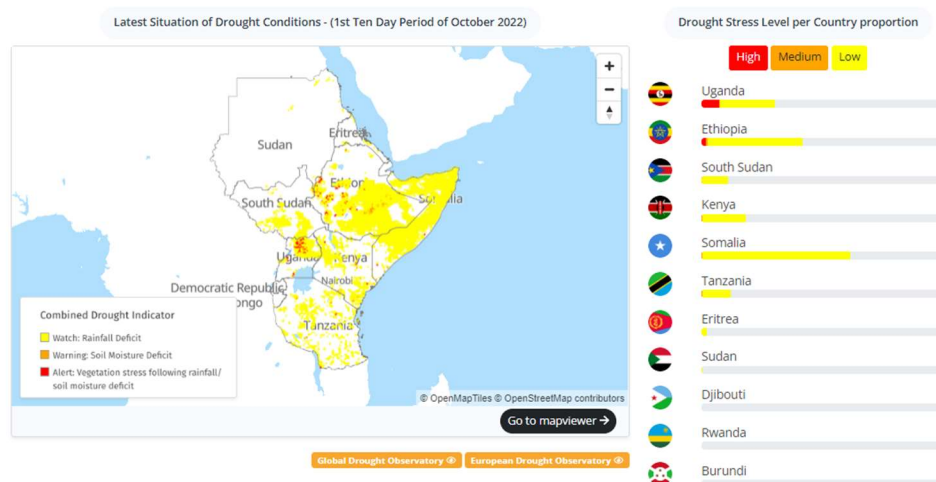 Latest Situation of Drought Conditions - (1st Ten Day Period of October 2022)
Sudan
Eritrea
South Sudan
Kenya
Nairobi
Democratic Republic
Tanzania
Combined Drought Indicator
Watch: Rainfall Deficit
Warning: Soil Moisture Deficit
Alert: Vegetation stress following rainfall/
soil moisture deficit
© OpenMapTiles © OpenStreetMap contributors
Go to mapviewer →
Global Drought Observatory
European Drought Observatory
Drought Stress Level per Country proportion
High Medium Low
Uganda
Ethiopia
South Sudan
Kenya
Somalia
Tanzania
Eritrea
Sudan
Djibouti
Rwanda
Burundi